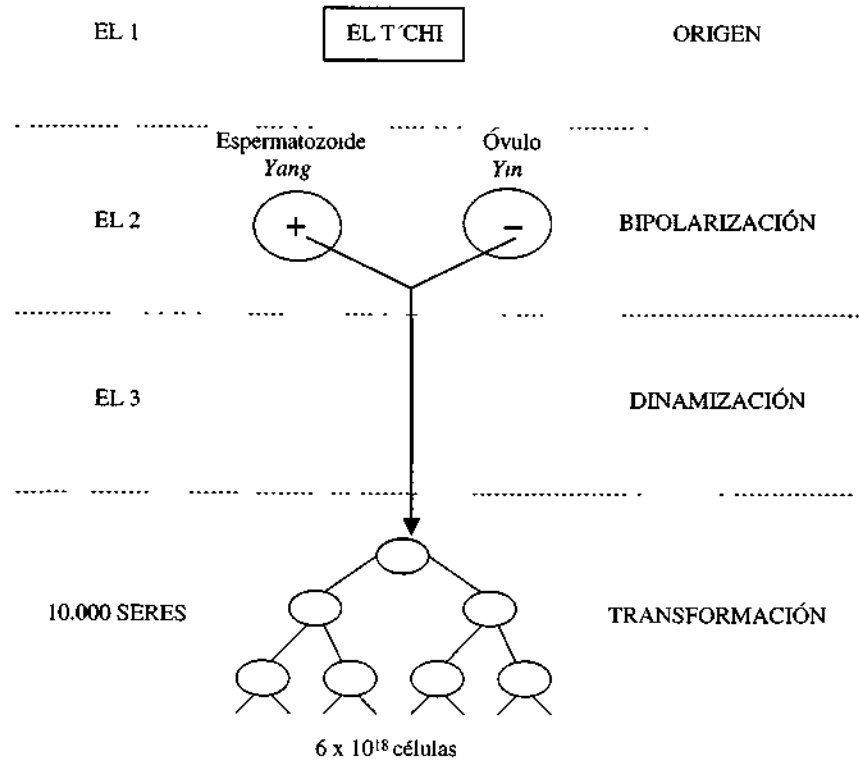 EL 1 EL T´CHI ORIGEN
Espermatozoide Óvulo
Yang Yin
EL 2 + − BIPOLARIZACIÓN
EL 3 DINAMIZACIÓN
10.000 SERES TRANSFORMACIÓN
6 x 10¹⁸ células